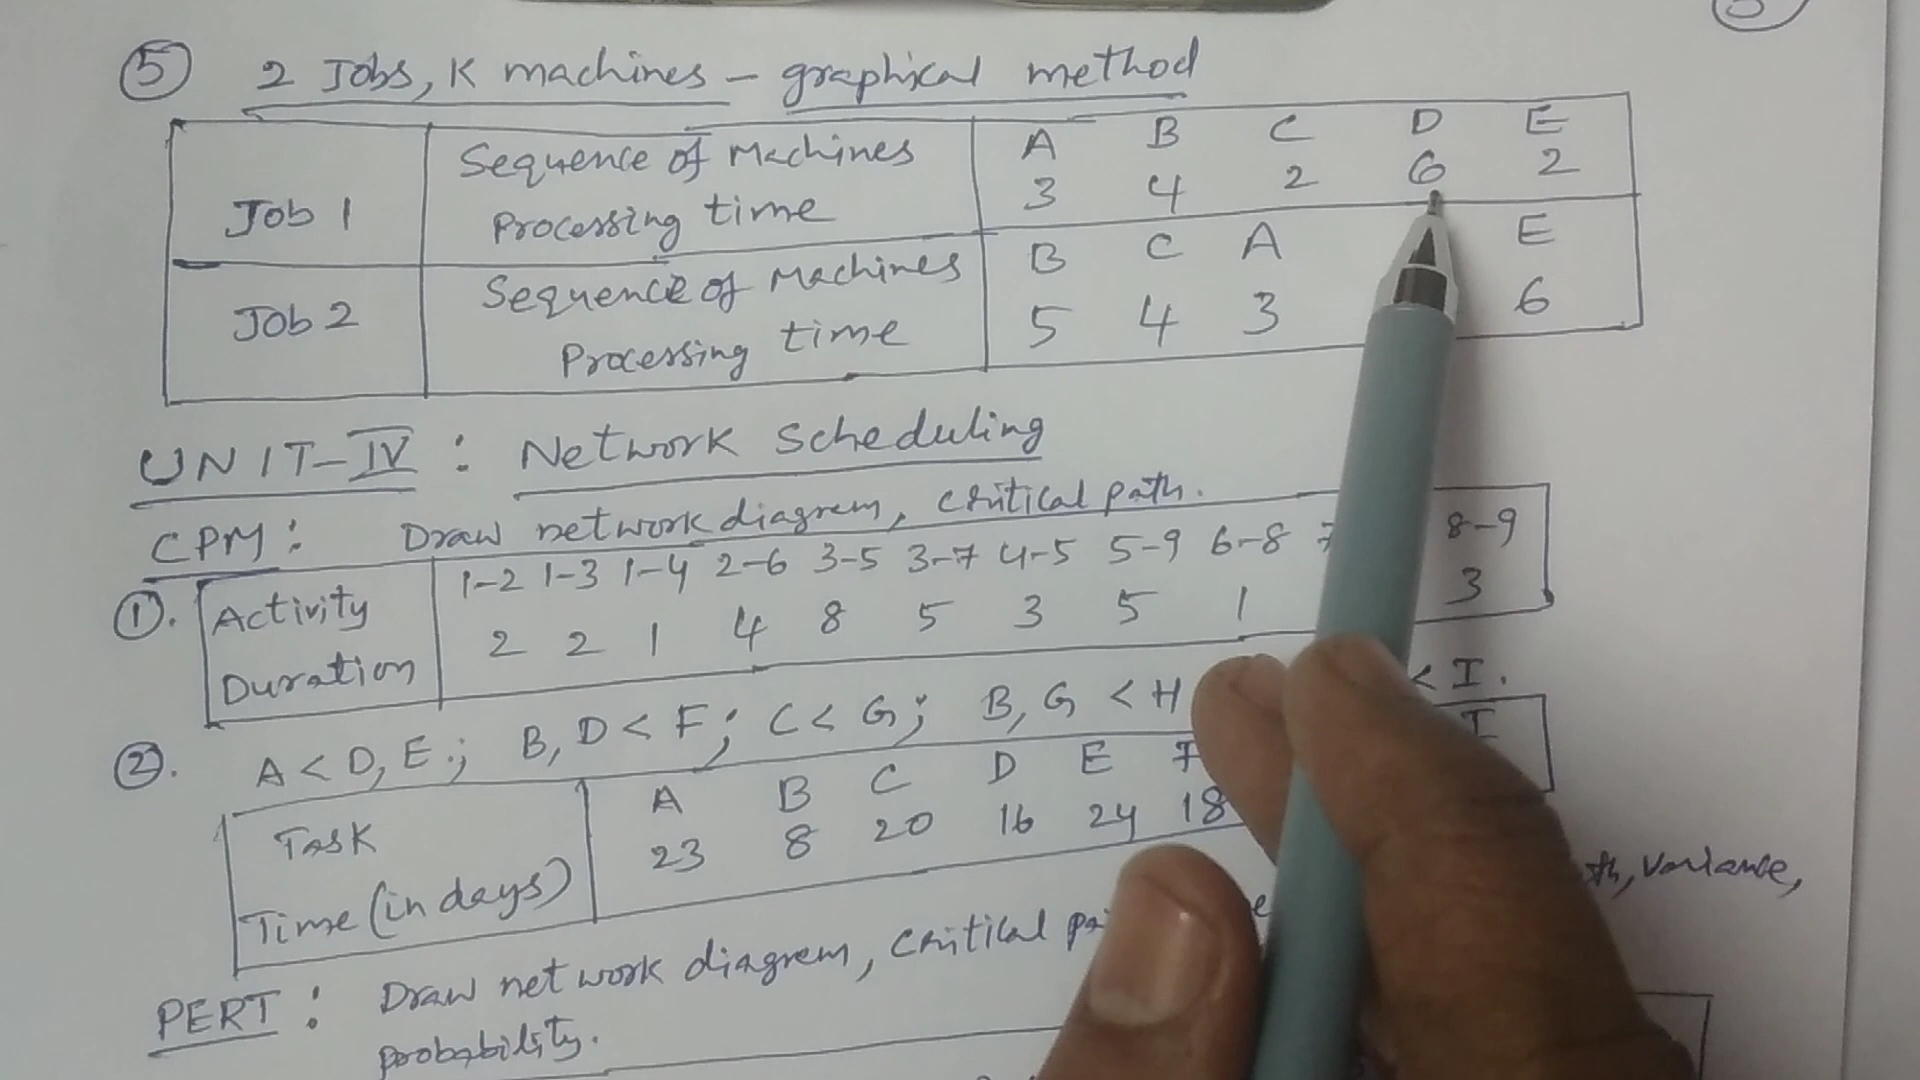 ⑤ 2 Jobs, K machines – graphical method
Sequence of Machines A B C D E
Job 1
Processing time 3 4 2 6 2
Sequence of Machines B C A E
Job 2
Processing time 5 4 3 6
UNIT-IV : Network Scheduling
CPM: Draw network diagram, critical path.
①. Activity 1-2 1-3 1-4 2-6 3-5 3-7 4-5 5-9 6-8 7 8-9
Duration 2 2 1 4 8 5 3 5 1 3
②. A < D, E ; B, D < F ; C < G ; B, G < H < I.
Task A B C D E F I
Time (in days) 23 8 20 16 24 18
PERT : Draw network diagram, critical variance,
probability.